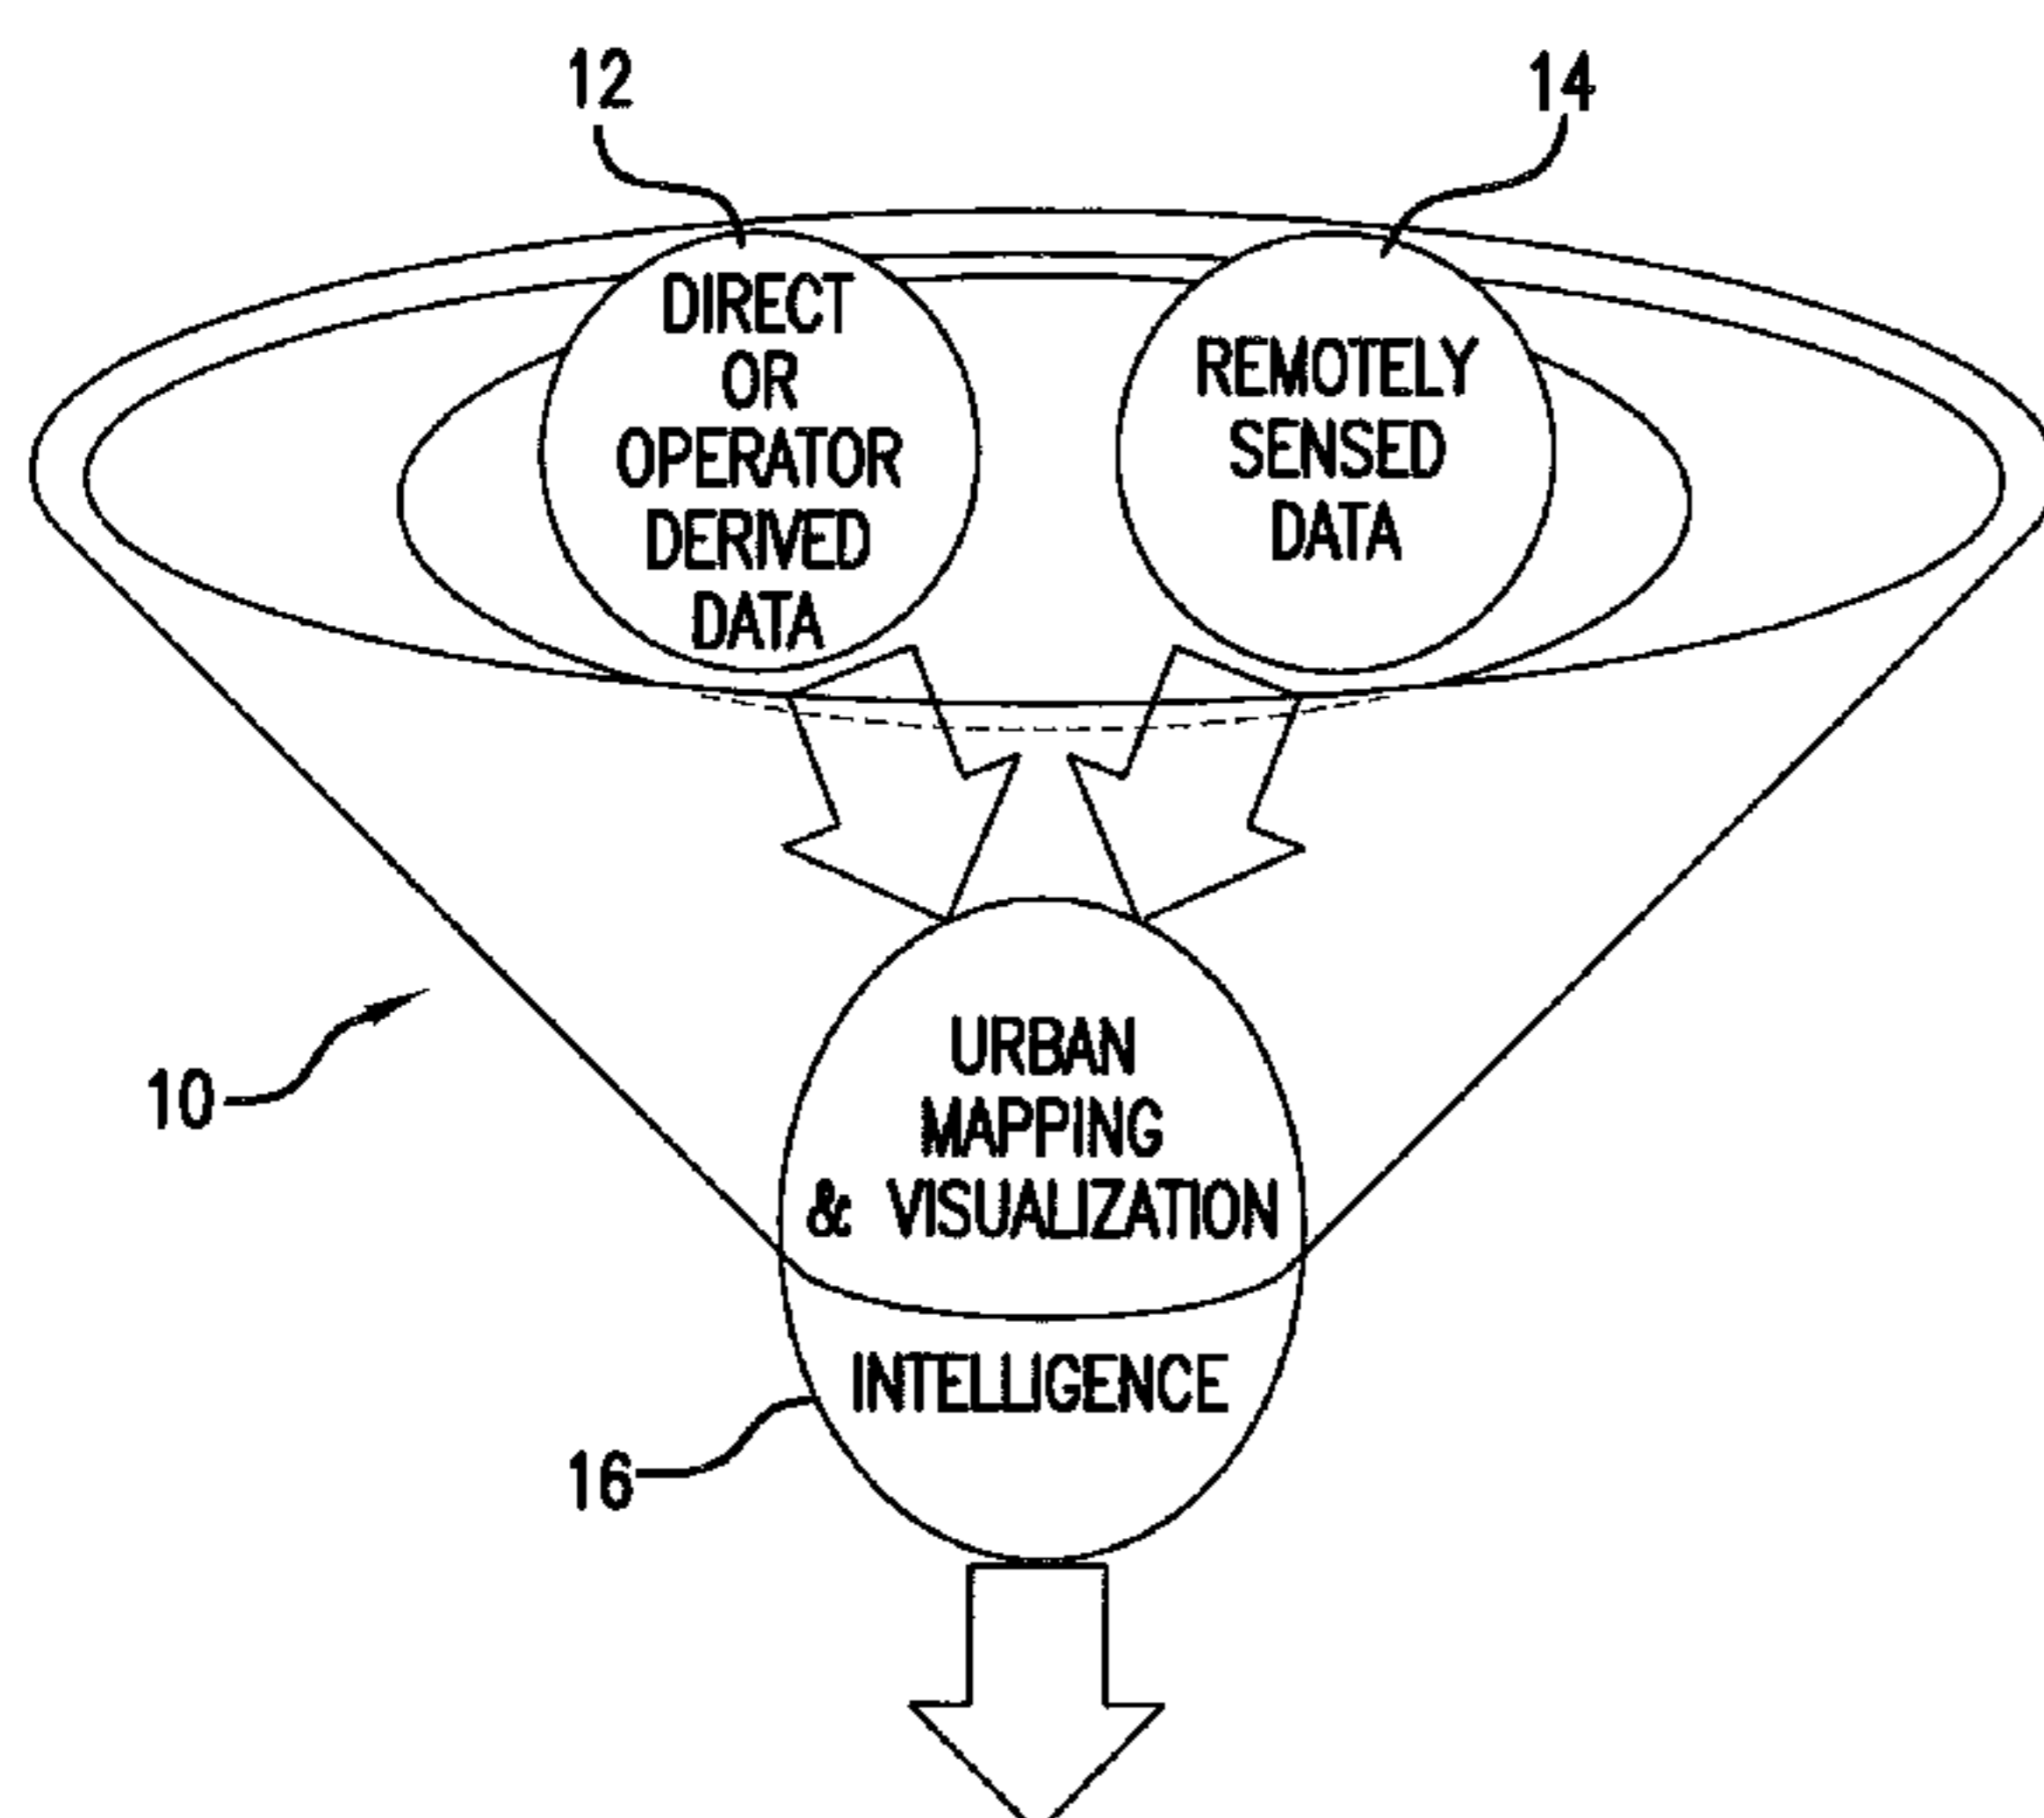 12
14
DIRECT
OR
OPERATOR
DERIVED
DATA
REMOTELY
SENSED
DATA
10
URBAN
MAPPING
& VISUALIZATION
INTELLIGENCE
16